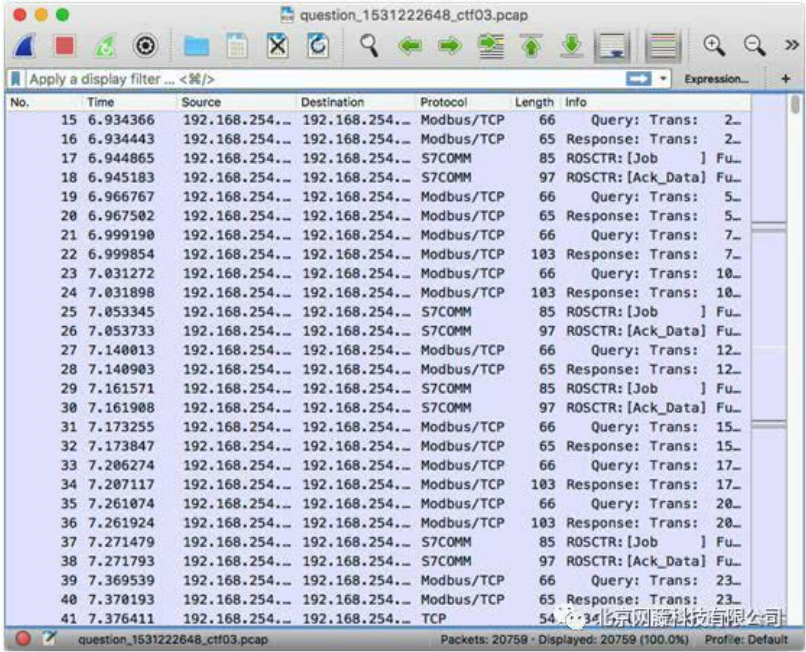 question_1531222648_ctf03.pcap
Apply a display filter ... <⌘/>
Expression...
+
No. Time Source Destination Protocol Length Info
15 6.934366 192.168.254.… 192.168.254.… Modbus/TCP 66 Query: Trans: 2…
16 6.934443 192.168.254.… 192.168.254.… Modbus/TCP 65 Response: Trans: 2…
17 6.944865 192.168.254.… 192.168.254.… S7COMM 85 ROSCTR:[Job ] Fu…
18 6.945183 192.168.254.… 192.168.254.… S7COMM 97 ROSCTR:[Ack_Data] Fu…
19 6.966767 192.168.254.… 192.168.254.… Modbus/TCP 66 Query: Trans: 5…
20 6.967502 192.168.254.… 192.168.254.… Modbus/TCP 65 Response: Trans: 5…
21 6.999190 192.168.254.… 192.168.254.… Modbus/TCP 66 Query: Trans: 7…
22 6.999854 192.168.254.… 192.168.254.… Modbus/TCP 103 Response: Trans: 7…
23 7.031272 192.168.254.… 192.168.254.… Modbus/TCP 66 Query: Trans: 10…
24 7.031898 192.168.254.… 192.168.254.… Modbus/TCP 103 Response: Trans: 10…
25 7.053345 192.168.254.… 192.168.254.… S7COMM 85 ROSCTR:[Job ] Fu…
26 7.053733 192.168.254.… 192.168.254.… S7COMM 97 ROSCTR:[Ack_Data] Fu…
27 7.140013 192.168.254.… 192.168.254.… Modbus/TCP 66 Query: Trans: 12…
28 7.140903 192.168.254.… 192.168.254.… Modbus/TCP 65 Response: Trans: 12…
29 7.161571 192.168.254.… 192.168.254.… S7COMM 85 ROSCTR:[Job ] Fu…
30 7.161908 192.168.254.… 192.168.254.… S7COMM 97 ROSCTR:[Ack_Data] Fu…
31 7.173255 192.168.254.… 192.168.254.… Modbus/TCP 66 Query: Trans: 15…
32 7.173847 192.168.254.… 192.168.254.… Modbus/TCP 65 Response: Trans: 15…
33 7.206274 192.168.254.… 192.168.254.… Modbus/TCP 66 Query: Trans: 17…
34 7.207117 192.168.254.… 192.168.254.… Modbus/TCP 103 Response: Trans: 17…
35 7.261074 192.168.254.… 192.168.254.… Modbus/TCP 66 Query: Trans: 20…
36 7.261924 192.168.254.… 192.168.254.… Modbus/TCP 103 Response: Trans: 20…
37 7.271479 192.168.254.… 192.168.254.… S7COMM 85 ROSCTR:[Job ] Fu…
38 7.271793 192.168.254.… 192.168.254.… S7COMM 97 ROSCTR:[Ack_Data] Fu…
39 7.369539 192.168.254.… 192.168.254.… Modbus/TCP 66 Query: Trans: 23…
40 7.370193 192.168.254.… 192.168.254.… Modbus/TCP 65 Response: Trans: 23…
41 7.376411 192.168.254.… 192.168.254.… TCP 54
北京网藤科技有限公司
question_1531222648_ctf03.pcap Packets: 20759 · Displayed: 20759 (100.0%) Profile: Default